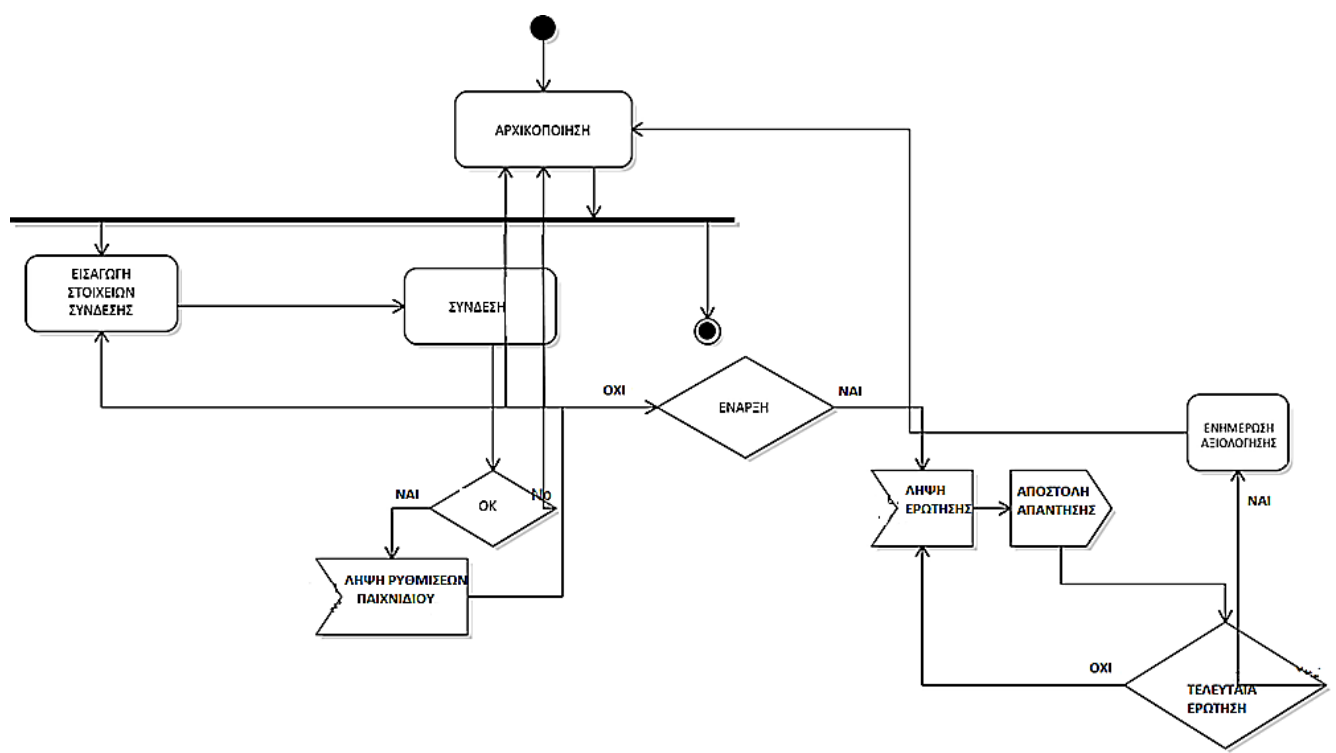 ΑΡΧΙΚΟΠΟΙΗΣΗ
ΕΙΣΑΓΩΓΗ
ΣΤΟΙΧΕΙΩΝ
ΣΥΝΔΕΣΗΣ
ΣΥΝΔΕΣΗ
ΟΧΙ
ΕΝΑΡΞΗ
ΝΑΙ
ΕΝΗΜΕΡΩΣΗ
ΑΞΙΟΛΟΓΗΣΗΣ
ΝΑΙ
ΟΚ
No
ΛΗΨΗ
ΕΡΩΤΗΣΗΣ
ΑΠΟΣΤΟΛΗ
ΑΠΑΝΤΗΣΗΣ
ΝΑΙ
ΛΗΨΗ ΡΥΘΜΙΣΕΩΝ
ΠΑΙΧΝΙΔΙΟΥ
ΟΧΙ
ΤΕΛΕΥΤΑΙΑ
ΕΡΩΤΗΣΗ